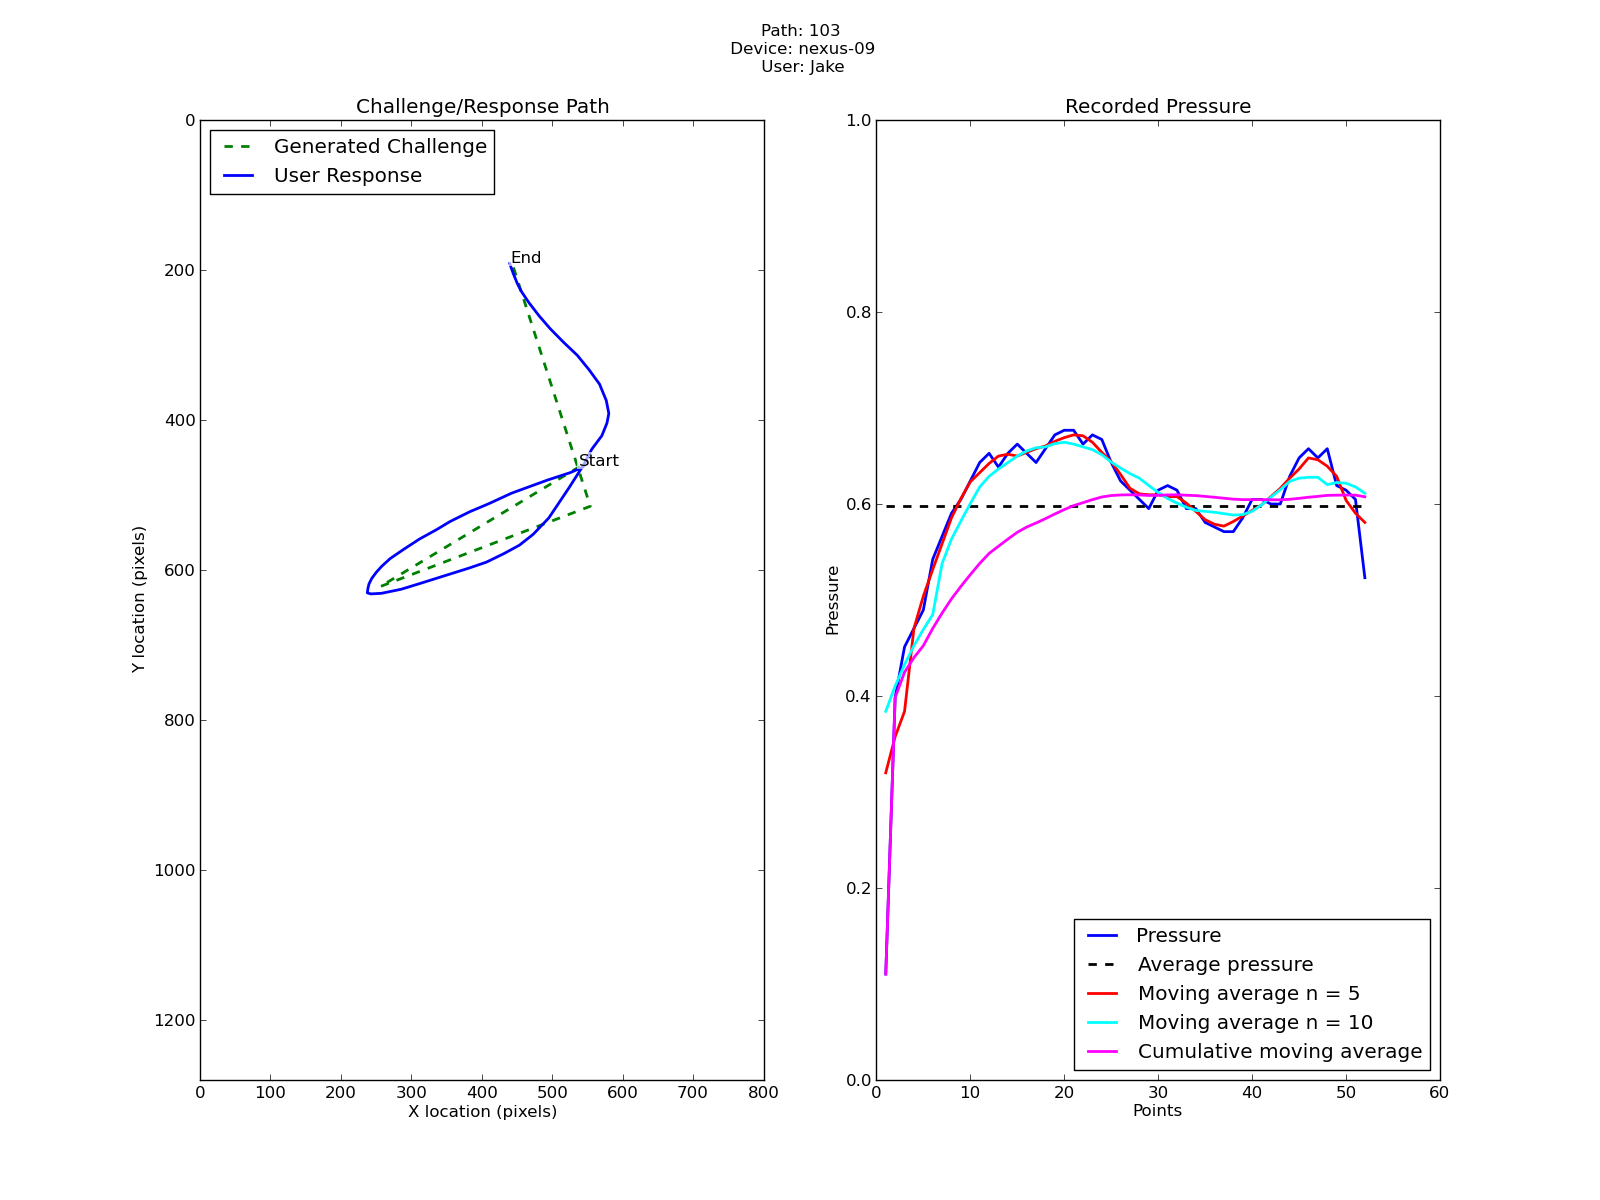 Path: 103
Device: nexus-09
User: Jake
Challenge/Response Path
Generated Challenge
User Response
End
Start
0
200
400
600
800
1000
1200
Y location (pixels)
0 100 200 300 400 500 600 700 800
X location (pixels)
Recorded Pressure
1.0
0.8
0.6
0.4
0.2
0.0
Pressure
Pressure
Average pressure
Moving average n = 5
Moving average n = 10
Cumulative moving average
0 10 20 30 40 50 60
Points